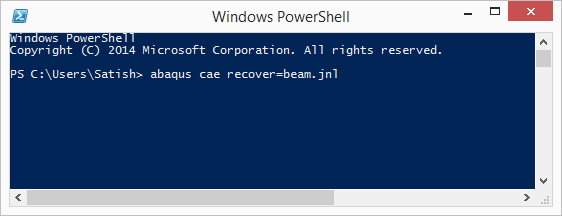 Windows PowerShell
Windows PowerShell
Copyright (C) 2014 Microsoft Corporation. All rights reserved.
PS C:\Users\Satish> abaqus cae recover=beam.jnl